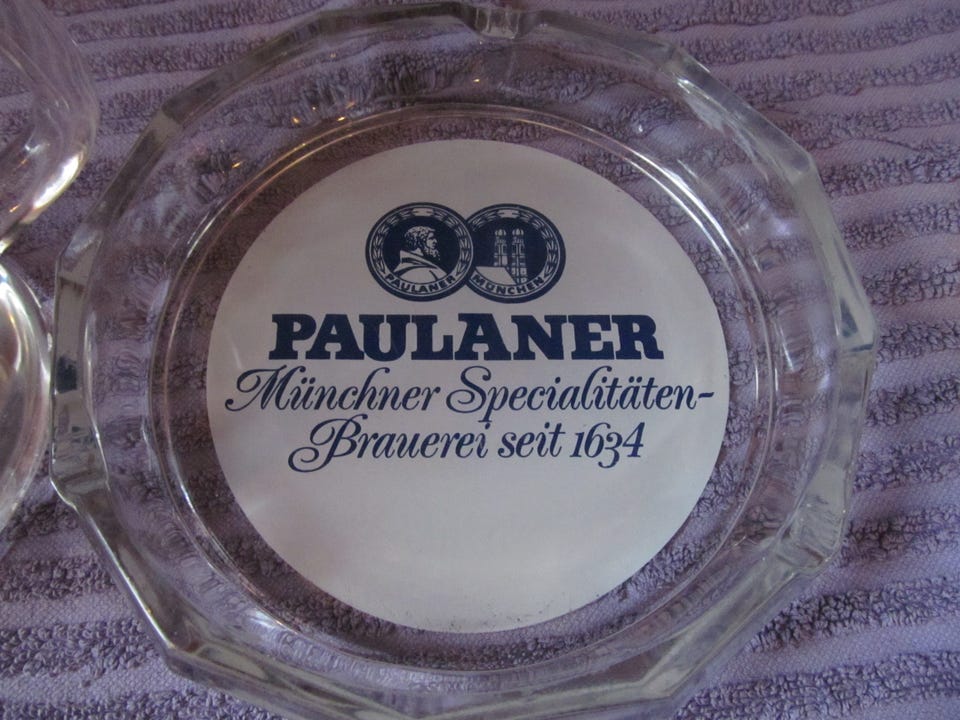 PAULANER MÜNCHEN
PAULANER
Münchner Specialitäten-
Brauerei seit 1634